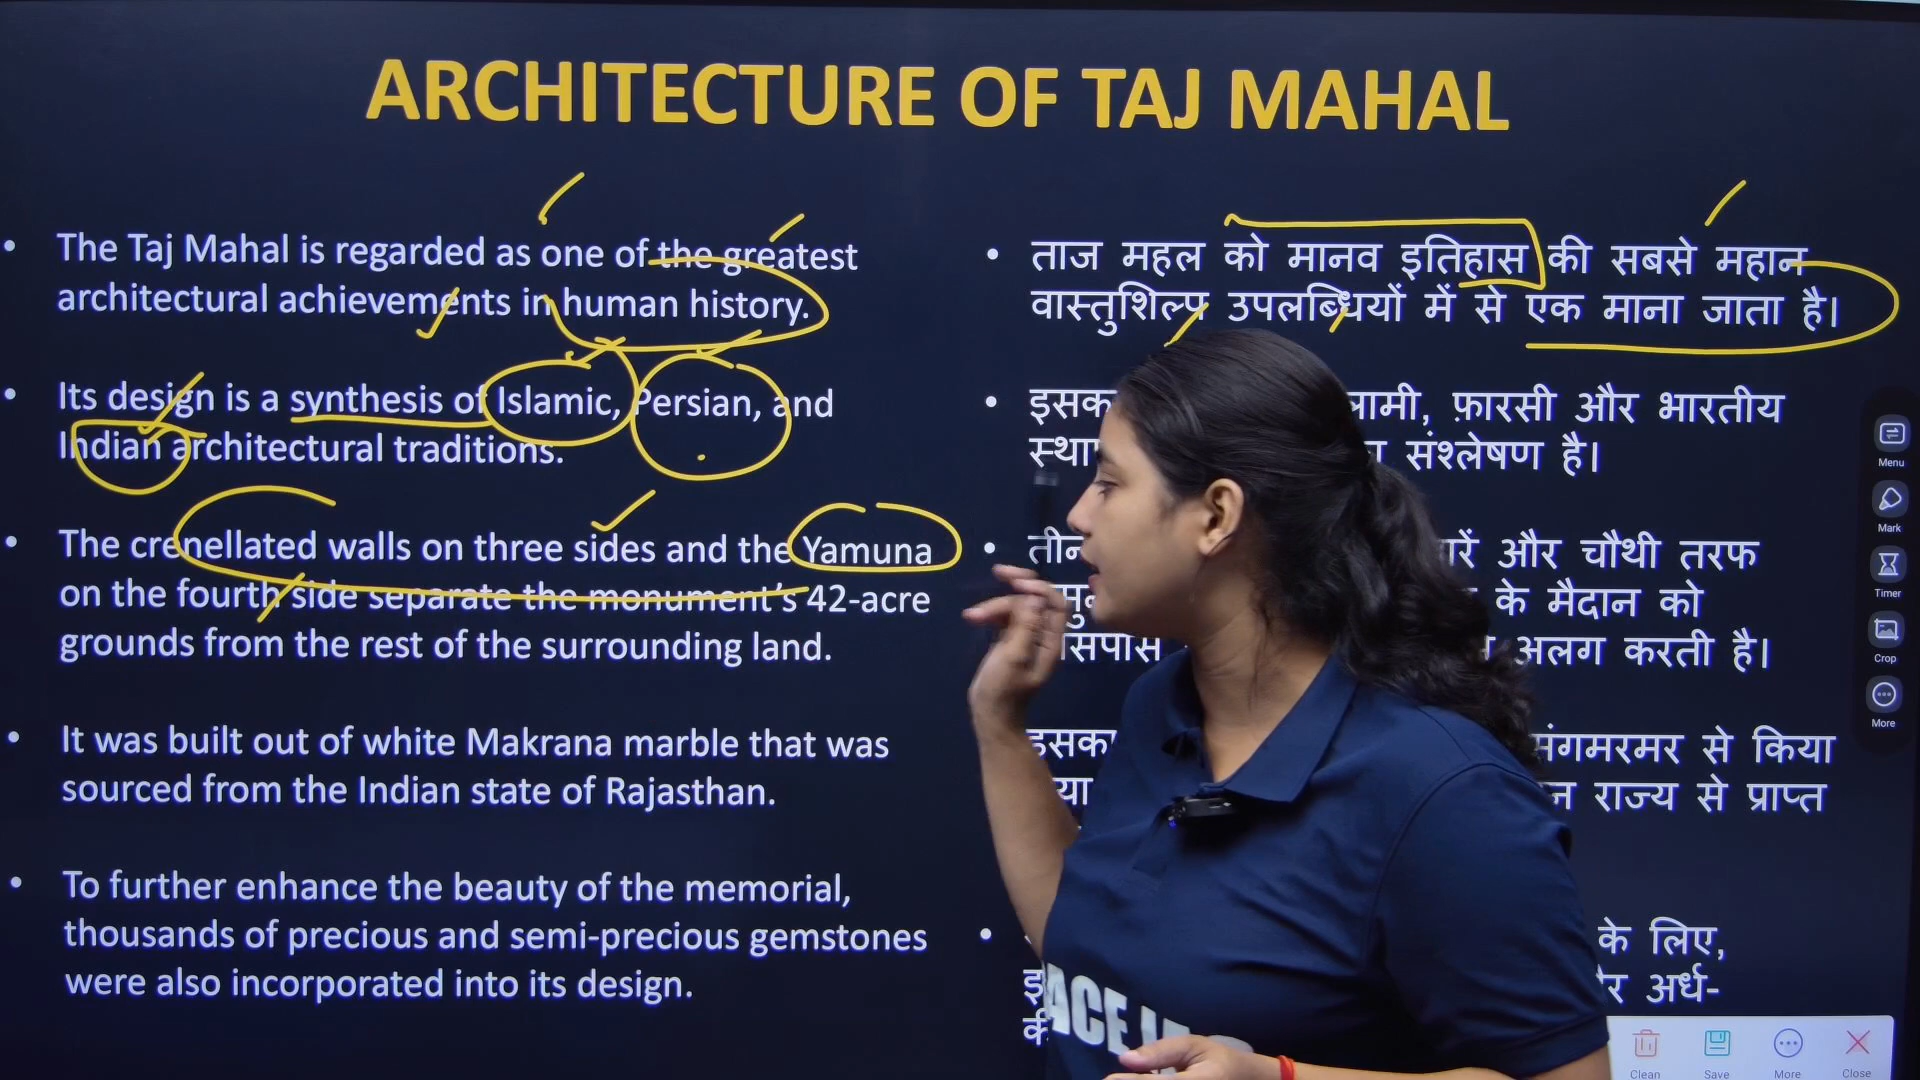 ARCHITECTURE OF TAJ MAHAL
• The Taj Mahal is regarded as one of the greatest
architectural achievements in human history.
• Its design is a synthesis of Islamic, Persian, and
Indian architectural traditions.
• The crenellated walls on three sides and the Yamuna
on the fourth side separate the monument's 42-acre
grounds from the rest of the surrounding land.
• It was built out of white Makrana marble that was
sourced from the Indian state of Rajasthan.
• To further enhance the beauty of the memorial,
thousands of precious and semi-precious gemstones
were also incorporated into its design.
• ताज महल को मानव इतिहास की सबसे महान
वास्तुशिल्प उपलब्धियों में से एक माना जाता है।
• फ़ारसी और भारतीय
संश्लेषण है।
• और चौथी तरफ
के मैदान को
अलग करती है।
से किया
राज्य से प्राप्त
• के लिए,
अर्ध-
Menu
Mark
Timer
Crop
More
Clean
Save
More
Close